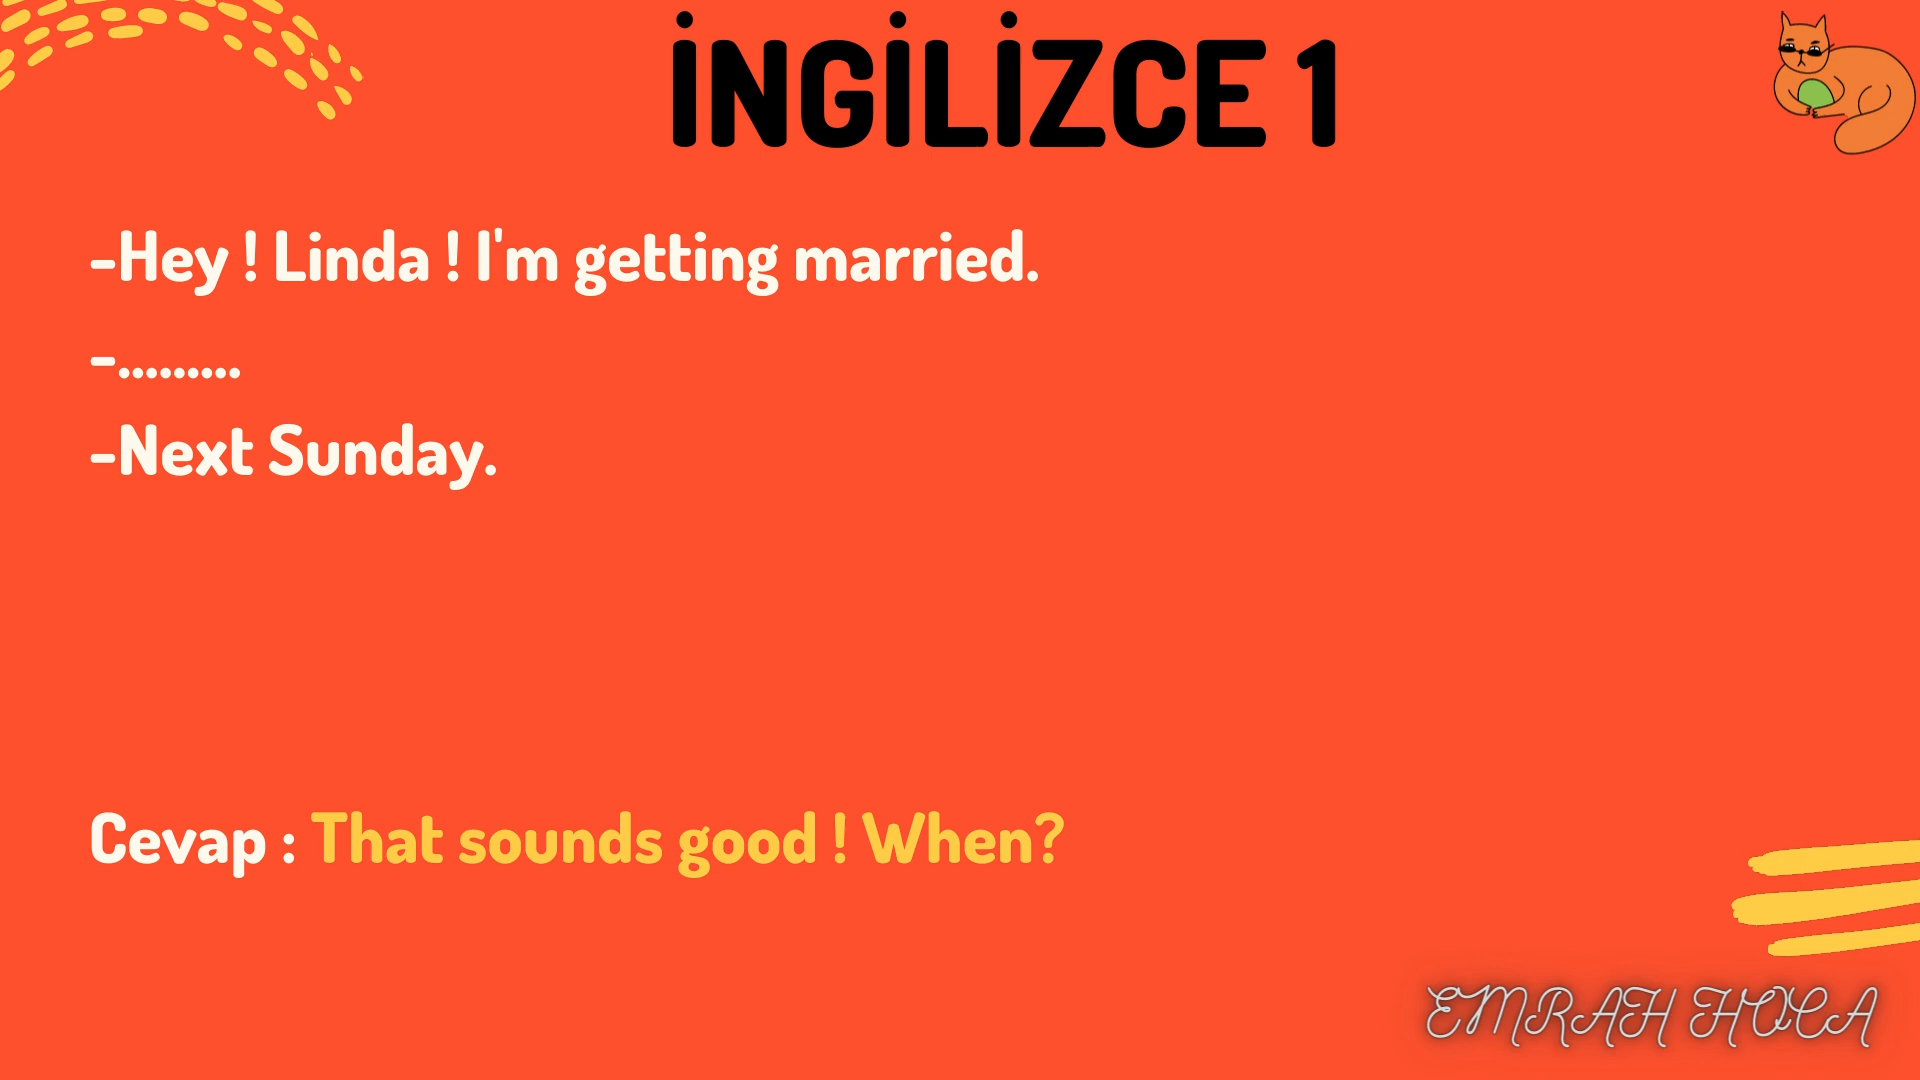 İNGİLİZCE 1
-Hey ! Linda ! I'm getting married.
-.........
-Next Sunday.
Cevap : That sounds good ! When?
EMRAH HOCA